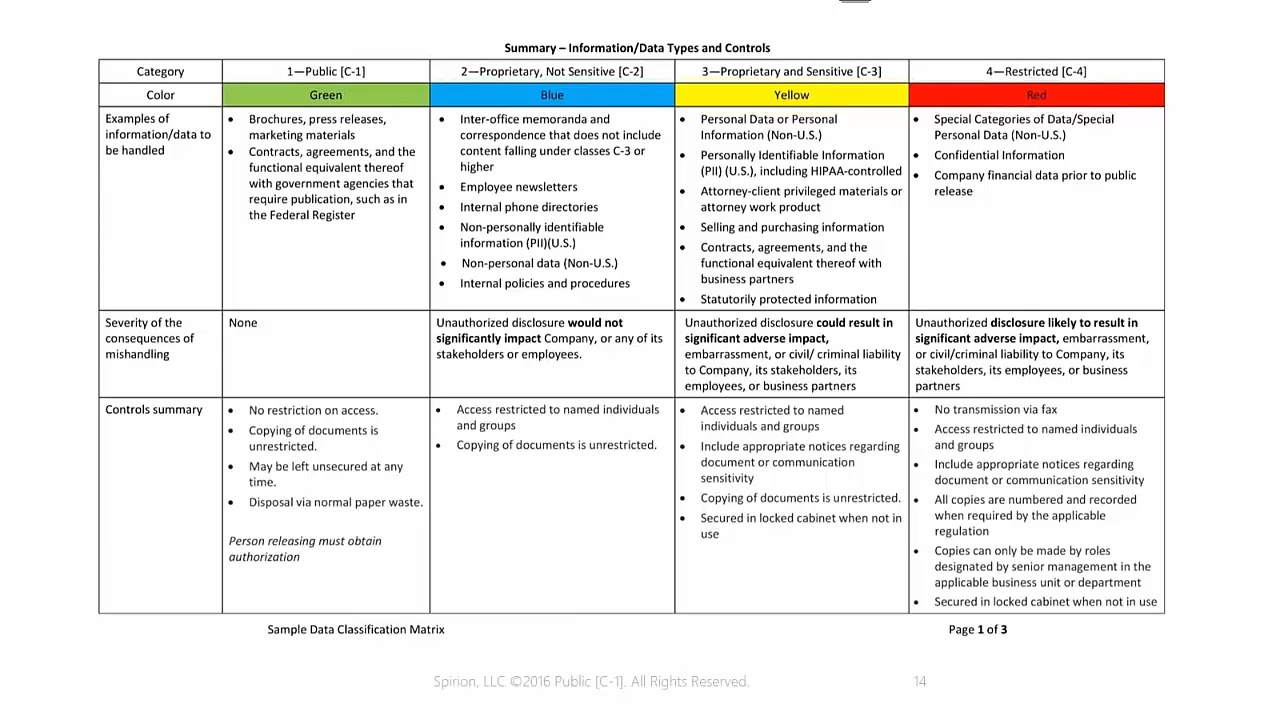 Summary – Information/Data Types and Controls
Category
1—Public [C-1]
2—Proprietary, Not Sensitive [C-2]
3—Proprietary and Sensitive [C-3]
4—Restricted [C-4]
Color
Green
Blue
Yellow
Red
Examples of
information/data to
be handled
• Brochures, press releases,
marketing materials
• Contracts, agreements, and the
functional equivalent thereof
with government agencies that
require publication, such as in
the Federal Register
• Inter-office memoranda and
correspondence that does not include
content falling under classes C-3 or
higher
• Employee newsletters
• Internal phone directories
• Non-personally identifiable
information (PII)(U.S.)
• Non-personal data (Non-U.S.)
• Internal policies and procedures
• Personal Data or Personal
Information (Non-U.S.)
• Personally Identifiable Information
(PII) (U.S.), including HIPAA-controlled
• Attorney-client privileged materials or
attorney work product
• Selling and purchasing information
• Contracts, agreements, and the
functional equivalent thereof with
business partners
• Statutorily protected information
• Special Categories of Data/Special
Personal Data (Non-U.S.)
• Confidential Information
• Company financial data prior to public
release
Severity of the
consequences of
mishandling
None
Unauthorized disclosure would not
significantly impact Company, or any of its
stakeholders or employees.
Unauthorized disclosure could result in
significant adverse impact,
embarrassment, or civil/ criminal liability
to Company, its stakeholders, its
employees, or business partners
Unauthorized disclosure likely to result in
significant adverse impact, embarrassment,
or civil/criminal liability to Company, its
stakeholders, its employees, or business
partners
Controls summary
• No restriction on access.
• Copying of documents is
unrestricted.
• May be left unsecured at any
time.
• Disposal via normal paper waste.
Person releasing must obtain
authorization
• Access restricted to named individuals
and groups
• Copying of documents is unrestricted.
• Access restricted to named
individuals and groups
• Include appropriate notices regarding
document or communication
sensitivity
• Copying of documents is unrestricted.
• Secured in locked cabinet when not in
use
• No transmission via fax
• Access restricted to named individuals
and groups
• Include appropriate notices regarding
document or communication sensitivity
• All copies are numbered and recorded
when required by the applicable
regulation
• Copies can only be made by roles
designated by senior management in the
applicable business unit or department
• Secured in locked cabinet when not in use
Sample Data Classification Matrix
Page 1 of 3
Spirion, LLC ©2016 Public [C-1]. All Rights Reserved.
14